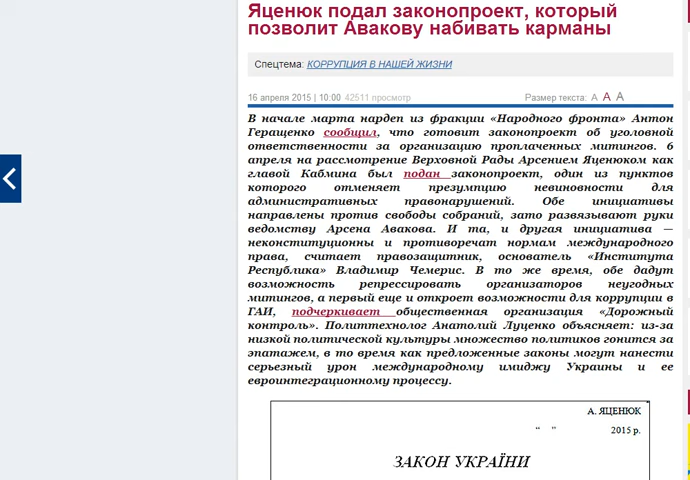 Яценюк подал законопроект, который
позволит Авакову набивать карманы
Спецтема: КОРРУПЦИЯ В НАШЕЙ ЖИЗНИ
16 апреля 2015 | 10:00 42511 просмотр Размер текста: А А А
В начале марта нардеп из фракции «Народного фронта» Антон
Геращенко сообщил, что готовит законопроект об уголовной
ответственности за организацию проплаченных митингов. 6
апреля на рассмотрение Верховной Рады Арсением Яценюком как
главой Кабмина был подан законопроект, один из пунктов
которого отменяет презумпцию невиновности для
административных правонарушений. Обе инициативы
направлены против свободы собраний, зато развязывают руки
ведомству Арсена Авакова. И та, и другая инициатива —
неконституционны и противоречат нормам международного
права, считает правозащитник, основатель «Института
Республика» Владимир Чемерис. В то же время, обе дадут
возможность репрессировать организаторов неугодных
митингов, а первый еще и откроет возможности для коррупции в
ГАИ, подчеркивает общественная организация «Дорожный
контроль». Политтехнолог Анатолий Луценко объясняет: из-за
низкой политической культуры множество политиков гонится за
эпатажем, в то время как предложенные законы могут нанести
серьезный урон международному имиджу Украины и ее
евроинтеграционному процессу.
А. ЯЦЕНЮК
“ ” 2015 р.
ЗАКОН УКРАЇНИ